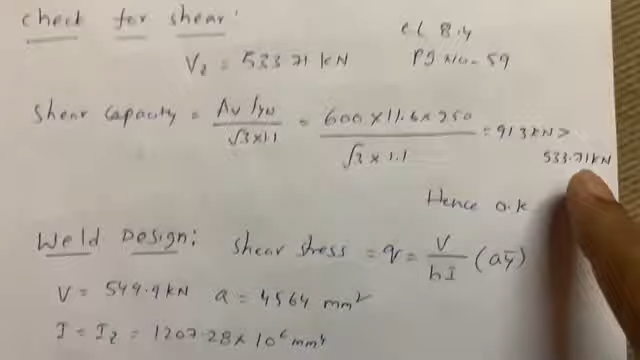 Check for shear:
cl 8.4
Vz = 533.71 KN
Pg No- 59
Shear Capacity = Av fyw / √3×1.1 = 600 × 11.6 × 250 / √3 × 1.1 = 913 KN >
533.71 KN
Hence o.k
Weld Design: Shear stress = q = V / bI (aȳ)
V = 549.9 KN a = 4564 mm²
I = Iz = 1207.28 × 10⁶ mm⁴